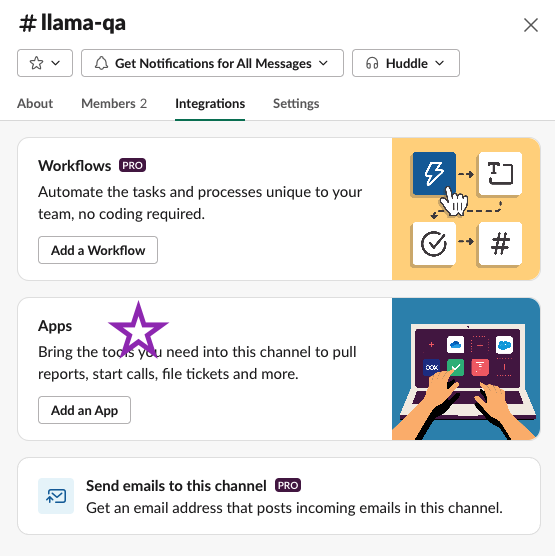 # llama-qa
Get Notifications for All Messages
Huddle
About Members 2 Integrations Settings
Workflows PRO
Automate the tasks and processes unique to your
team, no coding required.
Add a Workflow
T
#
Apps
Bring the tools you need into this channel to pull
reports, start calls, file tickets and more.
Add an App
Send emails to this channel PRO
Get an email address that posts incoming emails in this channel.